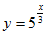 y = 5^{x/3}